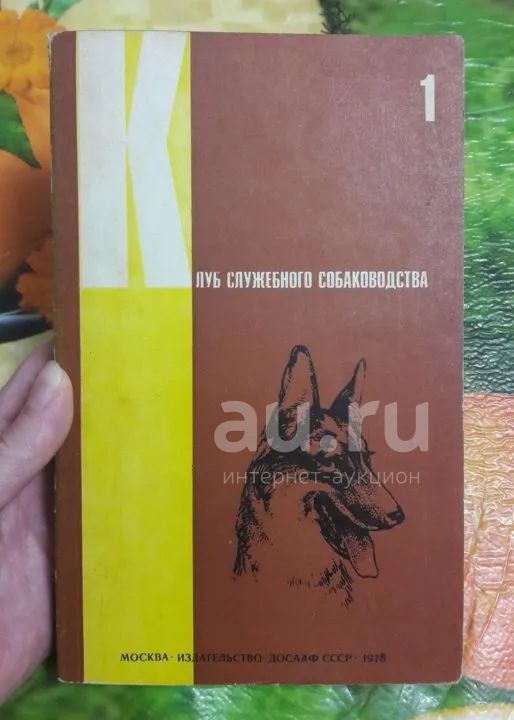 1
Клуб служебного собаководства
au.ru
интернет-аукцион
МОСКВА · ИЗДАТЕЛЬСТВО ДОСААФ СССР · 1978